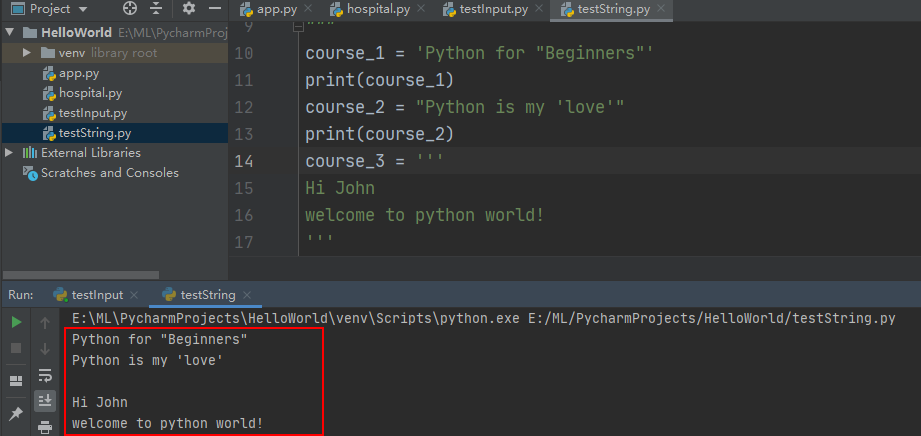 Project
app.py
hospital.py
testInput.py
testString.py
HelloWorld E:\ML\PycharmProj
venv library root
app.py
hospital.py
testInput.py
testString.py
External Libraries
Scratches and Consoles
9 """
10 course_1 = 'Python for "Beginners"'
11 print(course_1)
12 course_2 = "Python is my 'love'"
13 print(course_2)
14 course_3 = '''
15 Hi John
16 welcome to python world!
17 '''
Run: testInput testString
E:\ML\PycharmProjects\HelloWorld\venv\Scripts\python.exe E:/ML/PycharmProjects/HelloWorld/testString.py
Python for "Beginners"
Python is my 'love'
Hi John
welcome to python world!